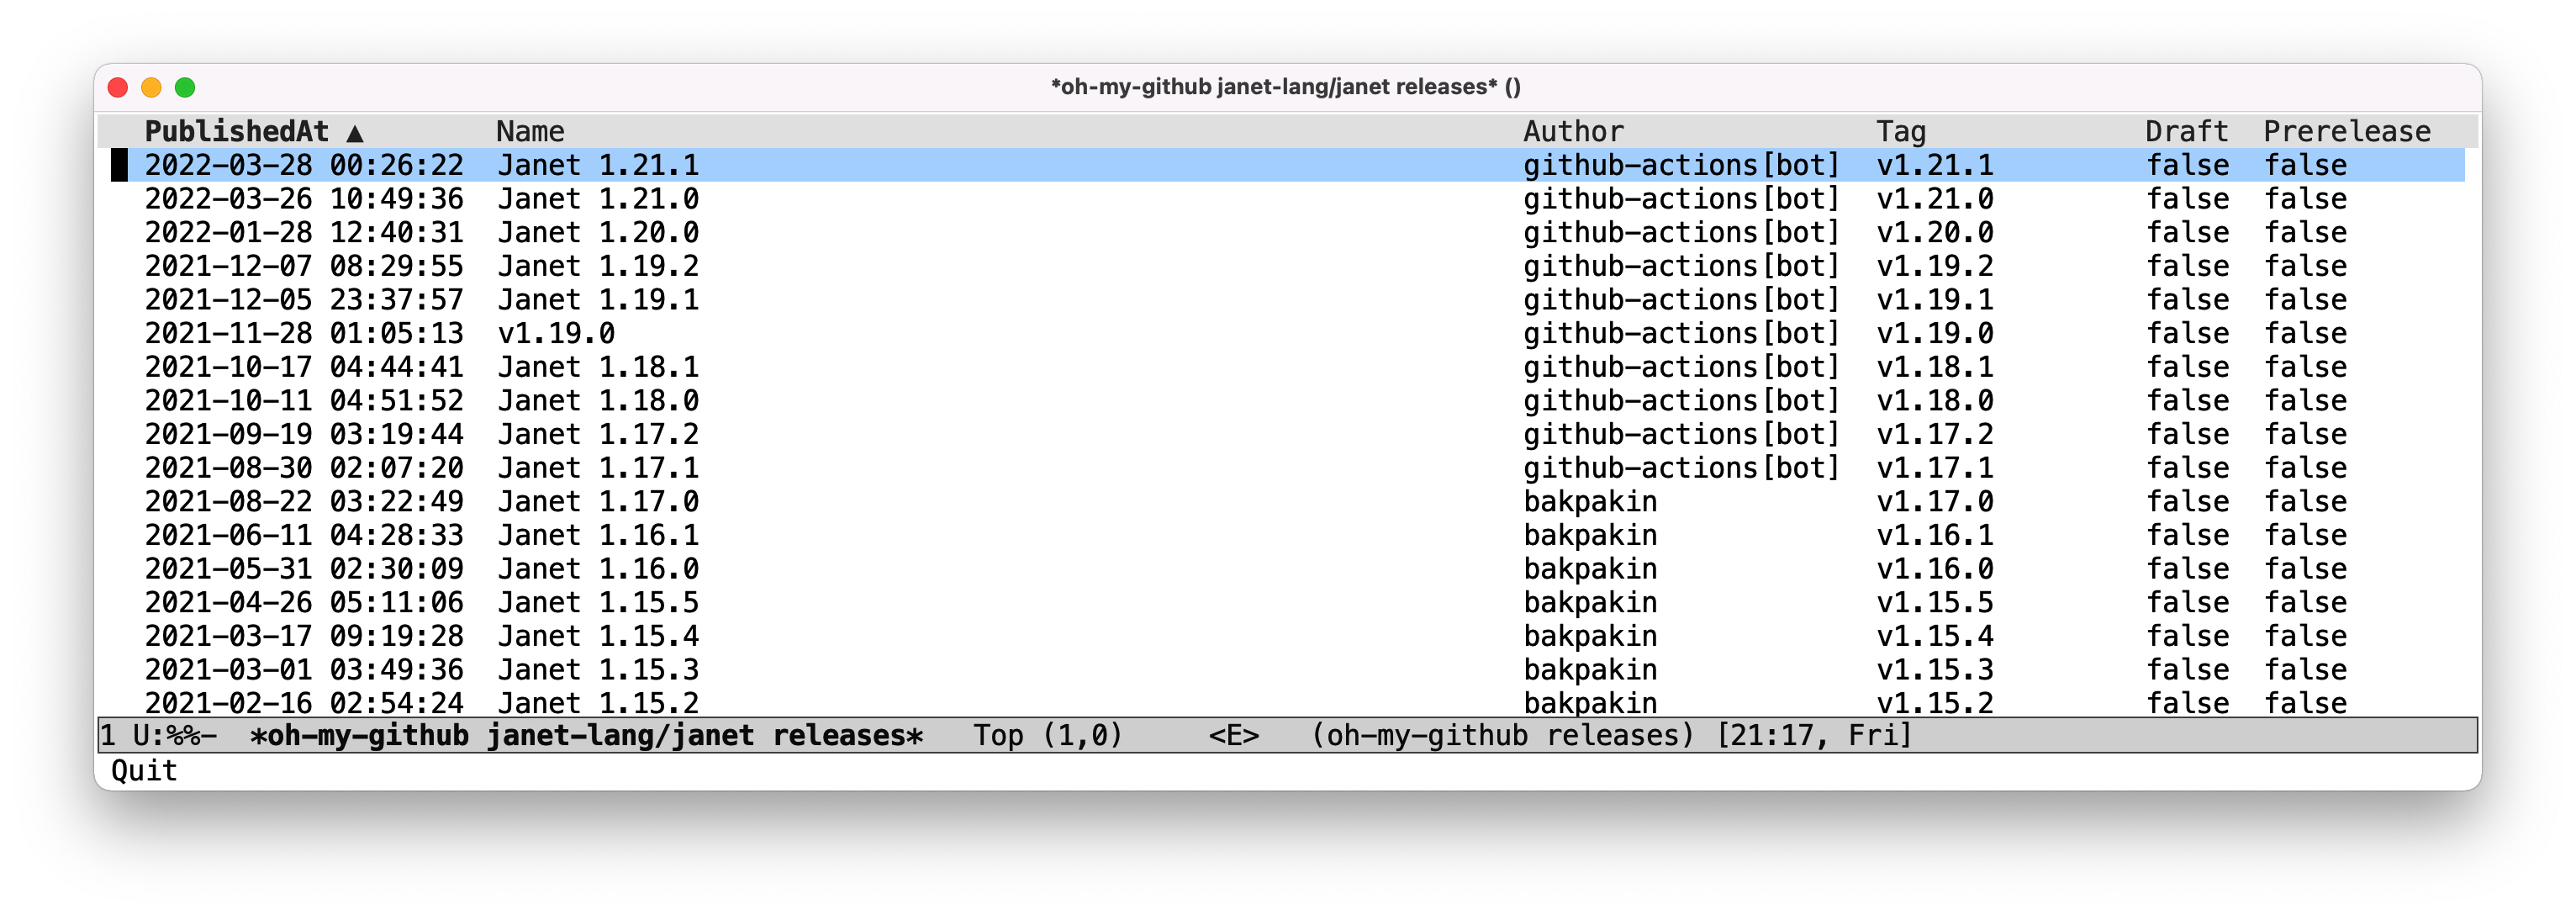 *oh-my-github janet-lang/janet releases* ()
PublishedAt ▲ Name Author Tag Draft Prerelease
2022-03-28 00:26:22 Janet 1.21.1 github-actions[bot] v1.21.1 false false
2022-03-26 10:49:36 Janet 1.21.0 github-actions[bot] v1.21.0 false false
2022-01-28 12:40:31 Janet 1.20.0 github-actions[bot] v1.20.0 false false
2021-12-07 08:29:55 Janet 1.19.2 github-actions[bot] v1.19.2 false false
2021-12-05 23:37:57 Janet 1.19.1 github-actions[bot] v1.19.1 false false
2021-11-28 01:05:13 v1.19.0 github-actions[bot] v1.19.0 false false
2021-10-17 04:44:41 Janet 1.18.1 github-actions[bot] v1.18.1 false false
2021-10-11 04:51:52 Janet 1.18.0 github-actions[bot] v1.18.0 false false
2021-09-19 03:19:44 Janet 1.17.2 github-actions[bot] v1.17.2 false false
2021-08-30 02:07:20 Janet 1.17.1 github-actions[bot] v1.17.1 false false
2021-08-22 03:22:49 Janet 1.17.0 bakpakin v1.17.0 false false
2021-06-11 04:28:33 Janet 1.16.1 bakpakin v1.16.1 false false
2021-05-31 02:30:09 Janet 1.16.0 bakpakin v1.16.0 false false
2021-04-26 05:11:06 Janet 1.15.5 bakpakin v1.15.5 false false
2021-03-17 09:19:28 Janet 1.15.4 bakpakin v1.15.4 false false
2021-03-01 03:49:36 Janet 1.15.3 bakpakin v1.15.3 false false
2021-02-16 02:54:24 Janet 1.15.2 bakpakin v1.15.2 false false
1 U:%%- *oh-my-github janet-lang/janet releases* Top (1,0) <E> (oh-my-github releases) [21:17, Fri]
Quit